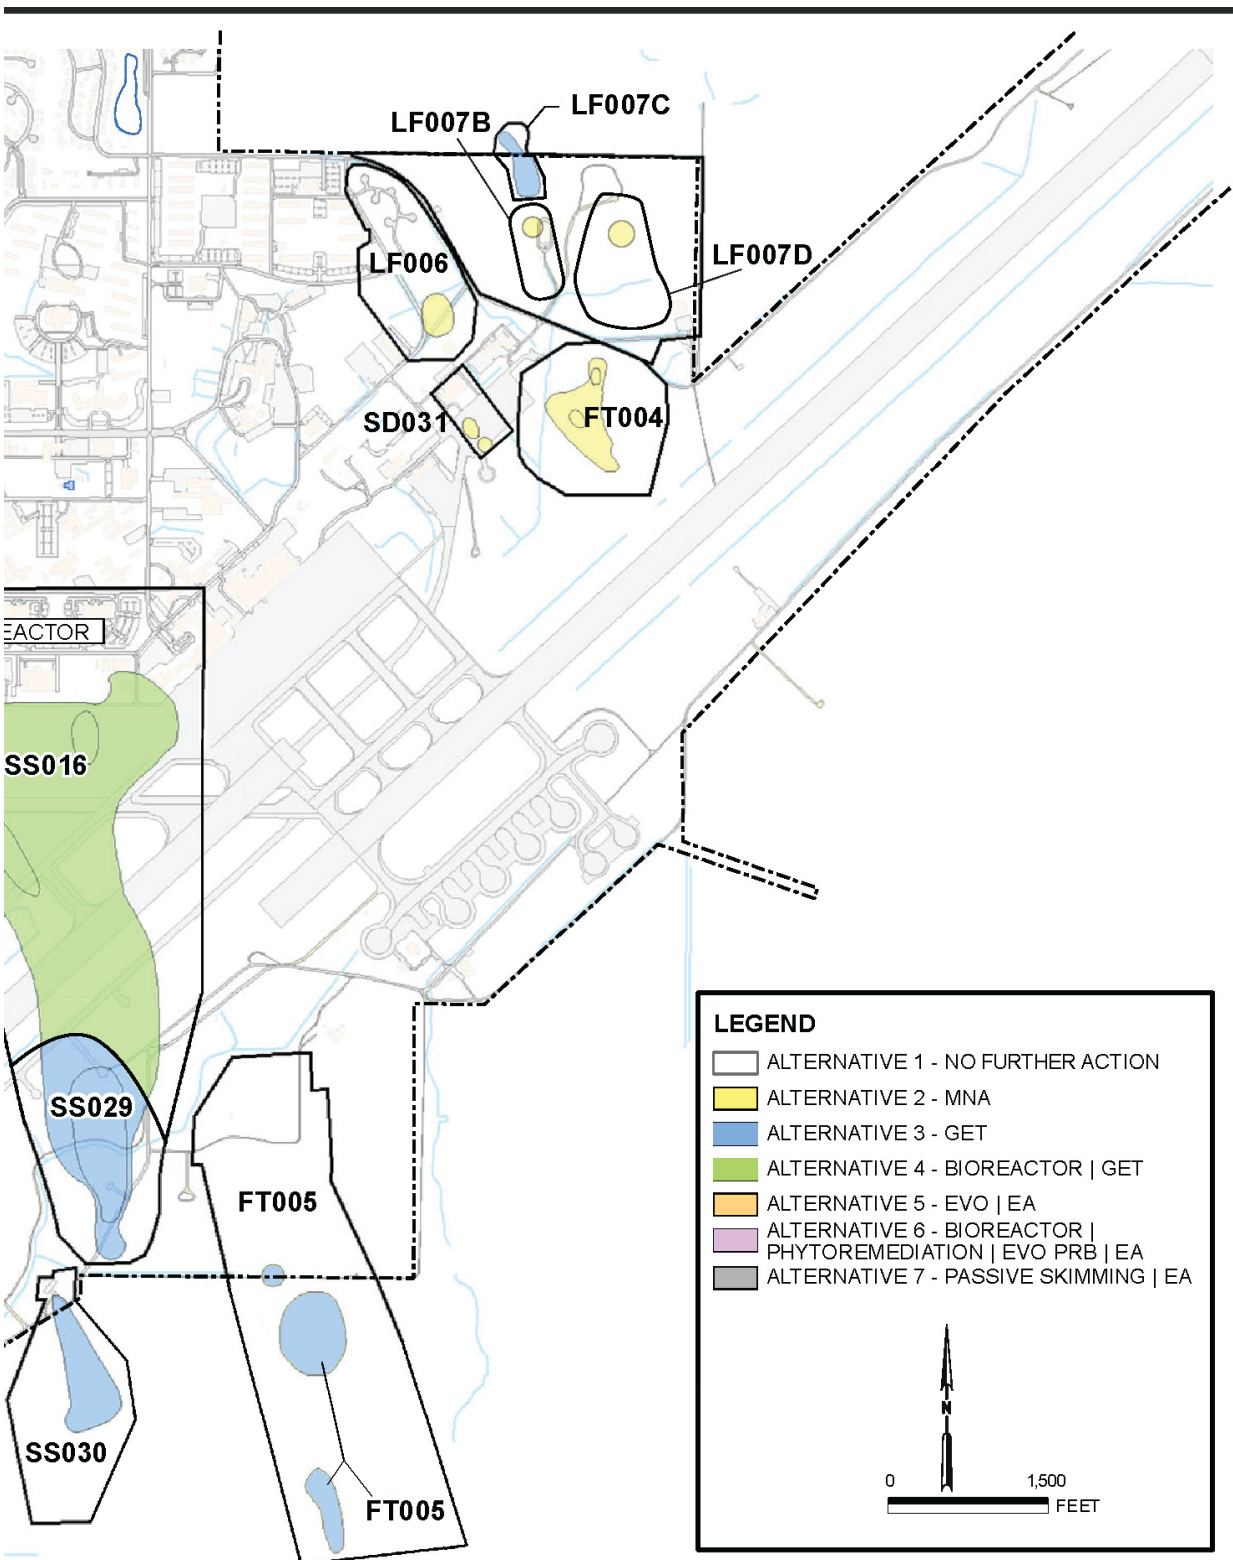 LF007C
LF007B
LF007D
LF006
SD031
FT004
EACTOR
SS016
SS029
FT005
SS030
FT005
LEGEND
ALTERNATIVE 1 - NO FURTHER ACTION
ALTERNATIVE 2 - MNA
ALTERNATIVE 3 - GET
ALTERNATIVE 4 - BIOREACTOR | GET
ALTERNATIVE 5 - EVO | EA
ALTERNATIVE 6 - BIOREACTOR |
PHYTOREMEDIATION | EVO PRB | EA
ALTERNATIVE 7 - PASSIVE SKIMMING | EA
N
0 1,500
FEET